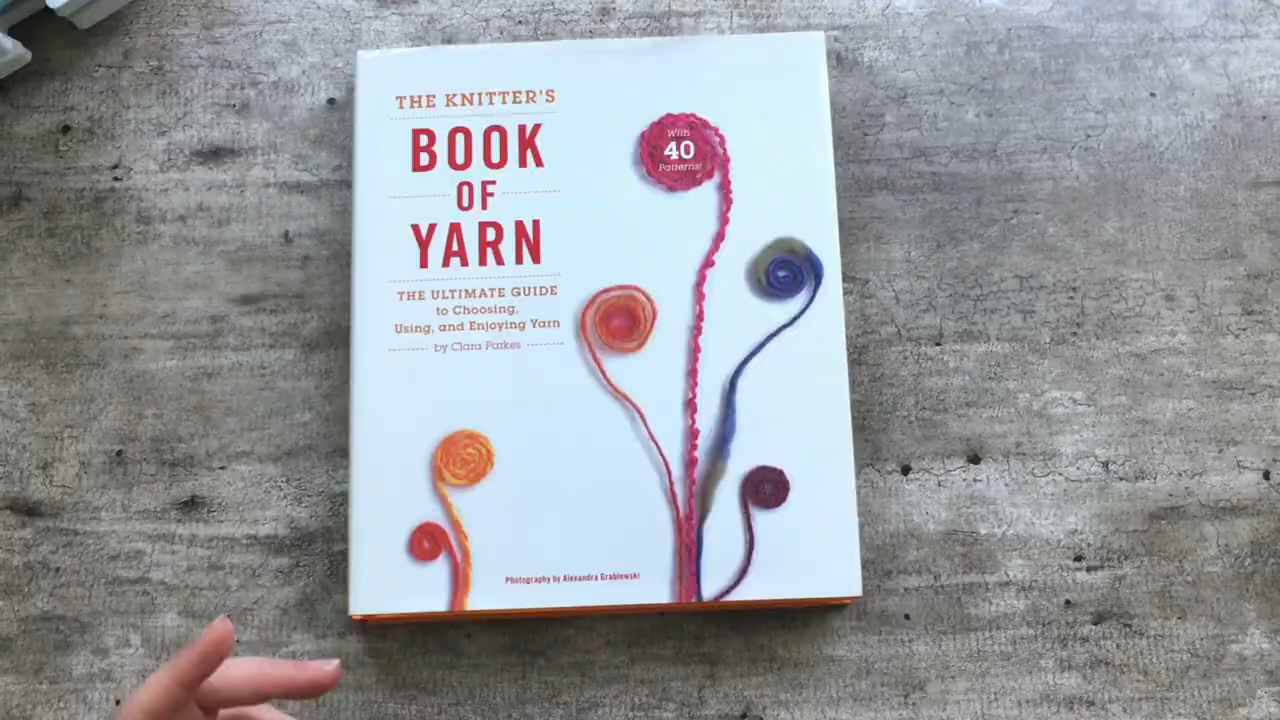 THE KNITTER'S
BOOK
OF
YARN
THE ULTIMATE GUIDE
to Choosing,
Using, and Enjoying Yarn
by Clara Parkes
With
40
Patterns!
Photography by Alexandra Grablewski